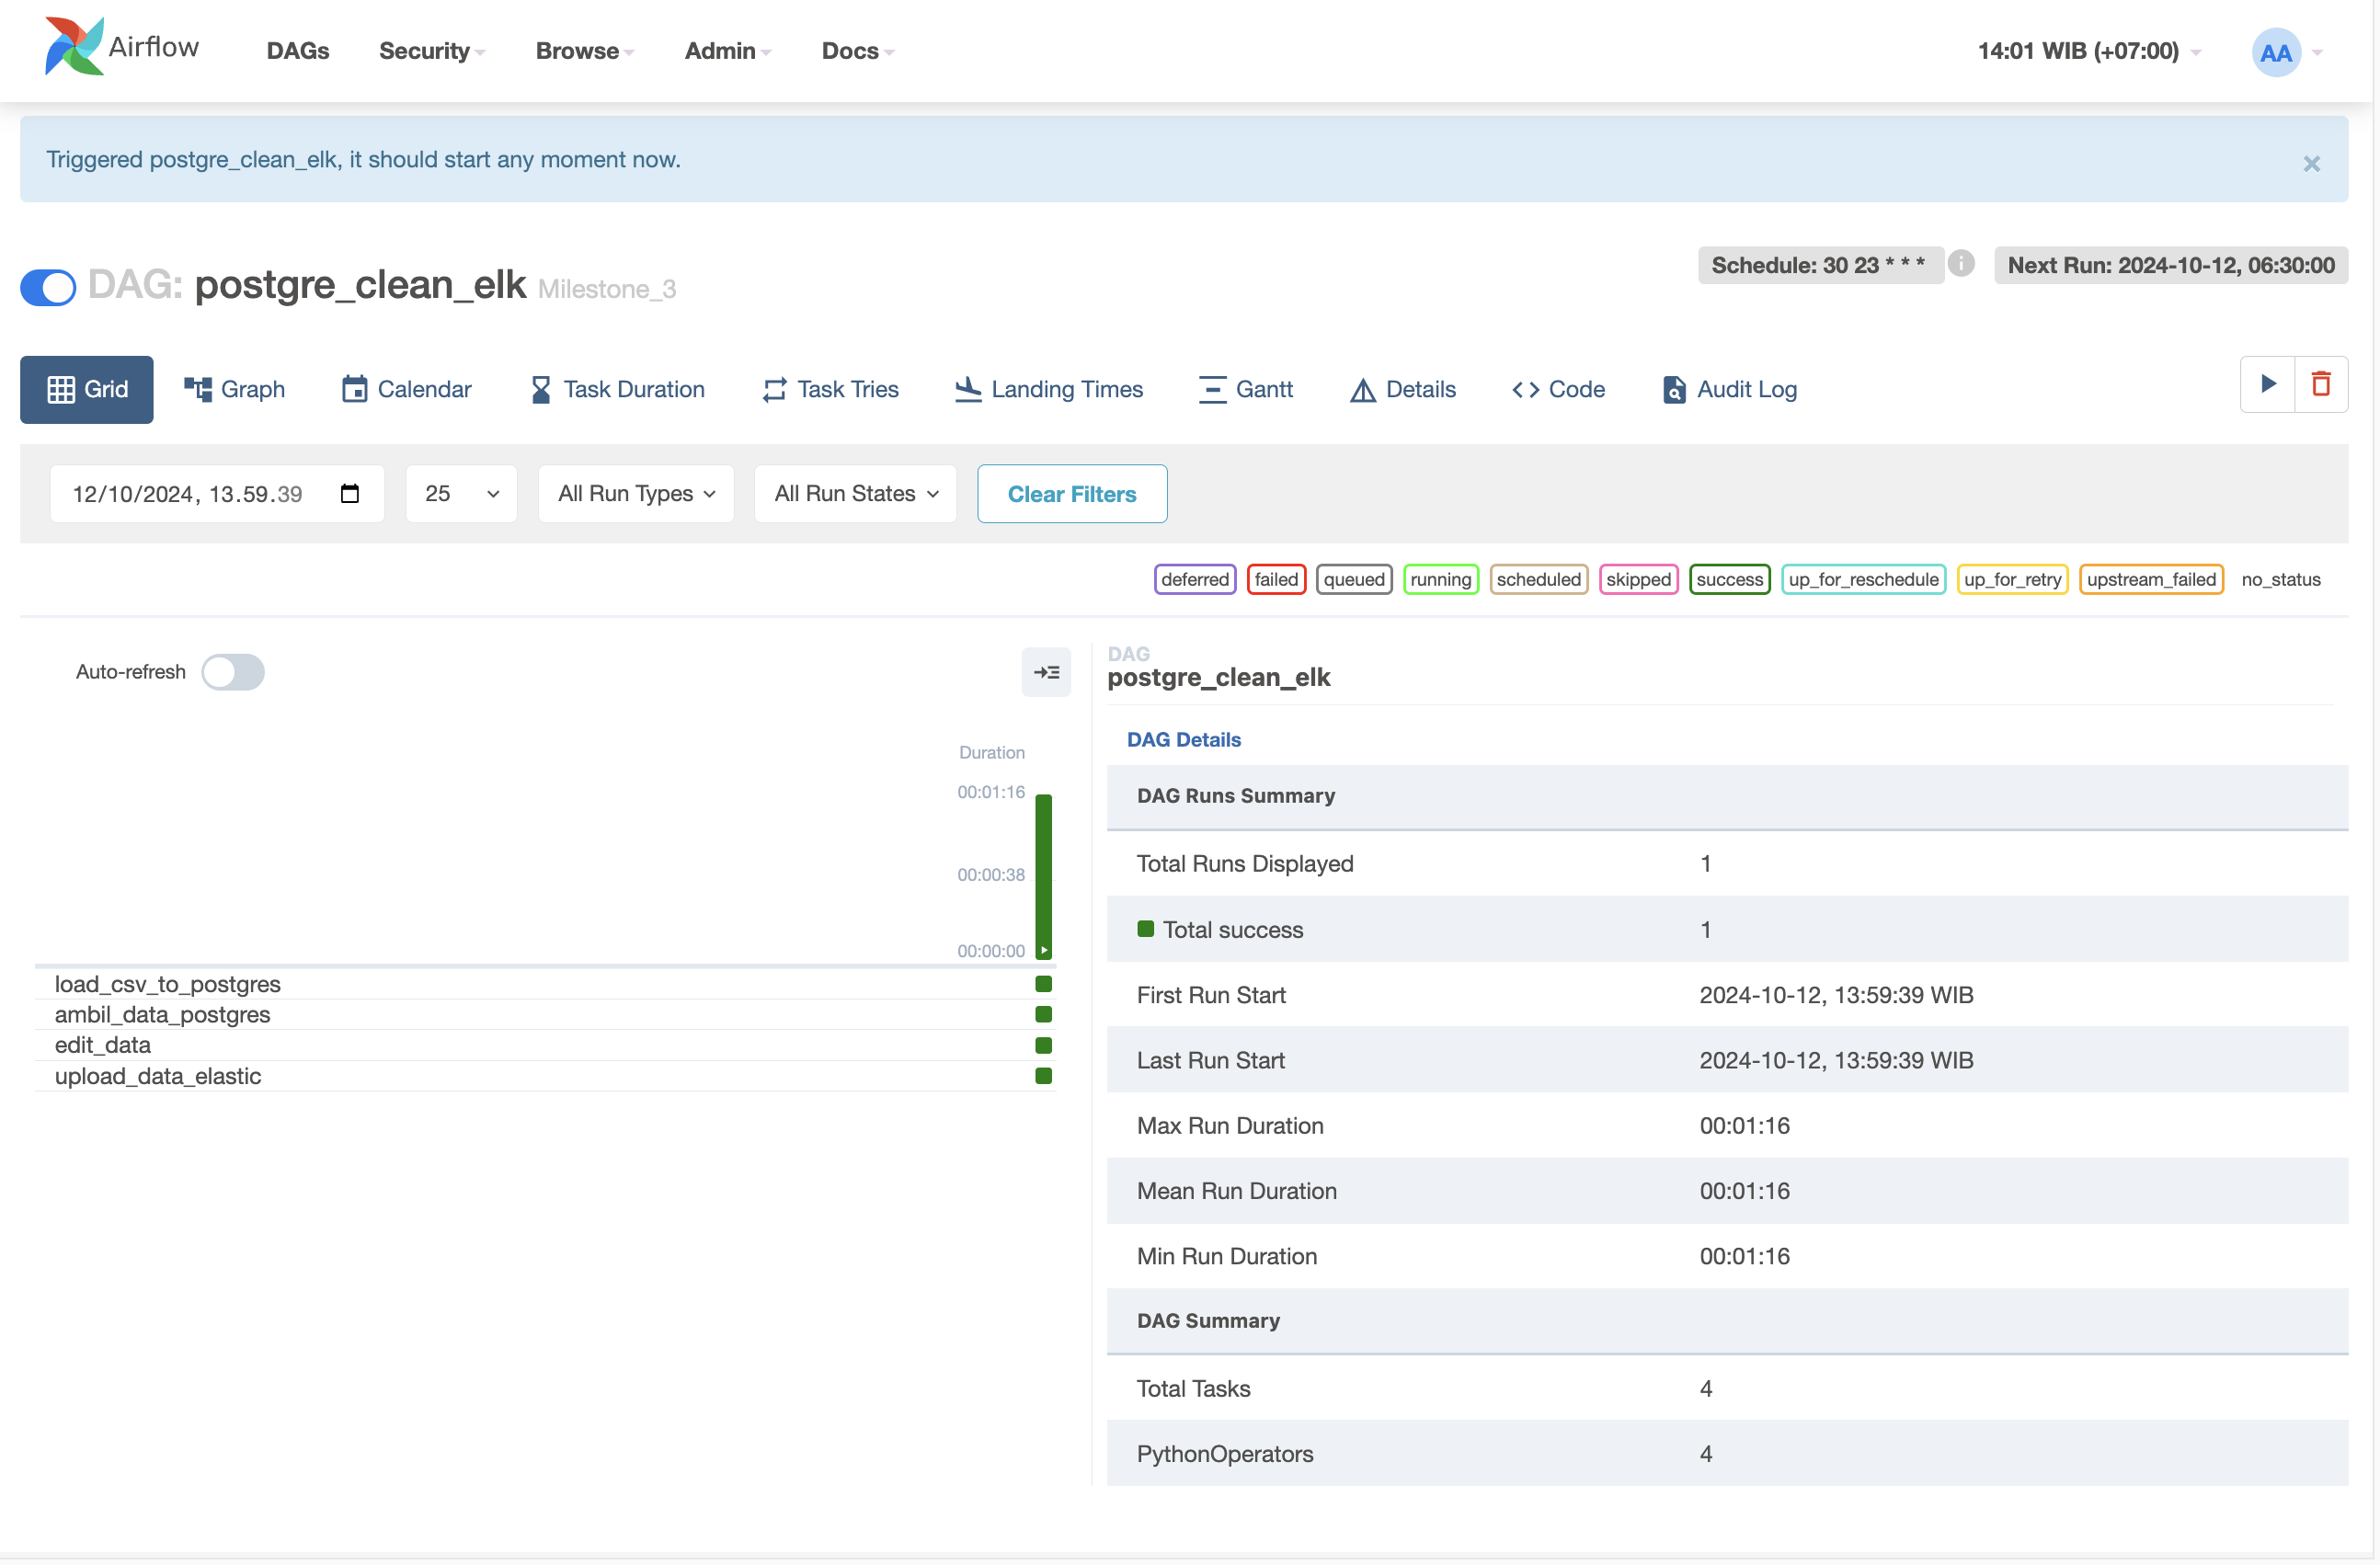 Airflow DAGs Security Browse Admin Docs 14:01 WIB (+07:00) AA
Triggered postgre_clean_elk, it should start any moment now. ×
DAG: postgre_clean_elk Milestone_3 Schedule: 30 23 * * * i Next Run: 2024-10-12, 06:30:00
Grid Graph Calendar Task Duration Task Tries Landing Times Gantt Details Code Audit Log
12/10/2024, 13.59.39 25 All Run Types All Run States Clear Filters
deferred failed queued running scheduled skipped success up_for_reschedule up_for_retry upstream_failed no_status
Auto-refresh
Duration
00:01:16
00:00:38
00:00:00
load_csv_to_postgres
ambil_data_postgres
edit_data
upload_data_elastic
DAG
postgre_clean_elk
DAG Details
DAG Runs Summary
Total Runs Displayed 1
Total success 1
First Run Start 2024-10-12, 13:59:39 WIB
Last Run Start 2024-10-12, 13:59:39 WIB
Max Run Duration 00:01:16
Mean Run Duration 00:01:16
Min Run Duration 00:01:16
DAG Summary
Total Tasks 4
PythonOperators 4